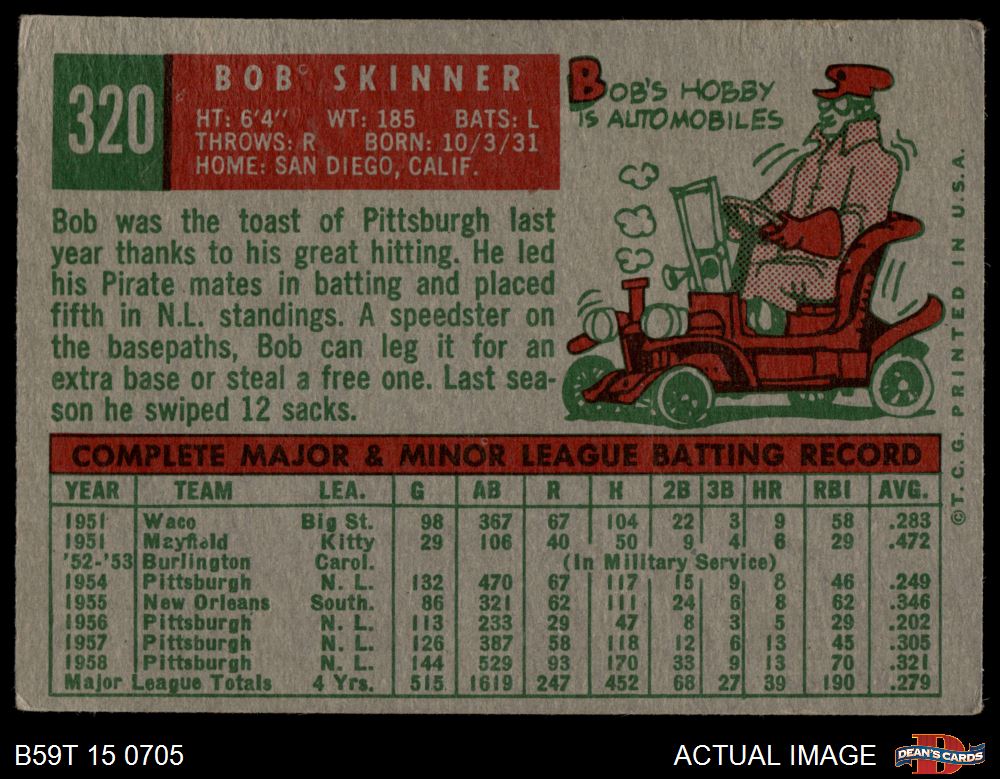 320
BOB SKINNER
HT: 6'4" WT: 185 BATS: L
THROWS: R BORN: 10/3/31
HOME: SAN DIEGO, CALIF.
BOB'S HOBBY
IS AUTOMOBILES
Bob was the toast of Pittsburgh last
year thanks to his great hitting. He led
his Pirate mates in batting and placed
fifth in N.L. standings. A speedster on
the basepaths, Bob can leg it for an
extra base or steal a free one. Last sea-
son he swiped 12 sacks.
COMPLETE MAJOR & MINOR LEAGUE BATTING RECORD
YEAR TEAM LEA. G AB R H 2B 3B HR RBI AVG.
1951 Waco Big St. 98 367 67 104 22 3 9 58 .283
1951 Mayfield Kitty 29 106 40 50 9 4 6 29 .472
'52-'53 Burlington Carol. (In Military Service)
1954 Pittsburgh N. L. 132 470 67 117 15 9 8 46 .249
1955 New Orleans South. 86 321 62 111 24 6 8 62 .346
1956 Pittsburgh N. L. 113 233 29 47 8 3 5 29 .202
1957 Pittsburgh N. L. 126 387 58 118 12 6 13 45 .305
1958 Pittsburgh N. L. 144 529 93 170 33 9 13 70 .321
Major League Totals 4 Yrs. 515 1619 247 452 68 27 39 190 .279
©T. C. G. PRINTED IN U.S.A.
B59T 15 0705
ACTUAL IMAGE
D
DEAN'S CARDS